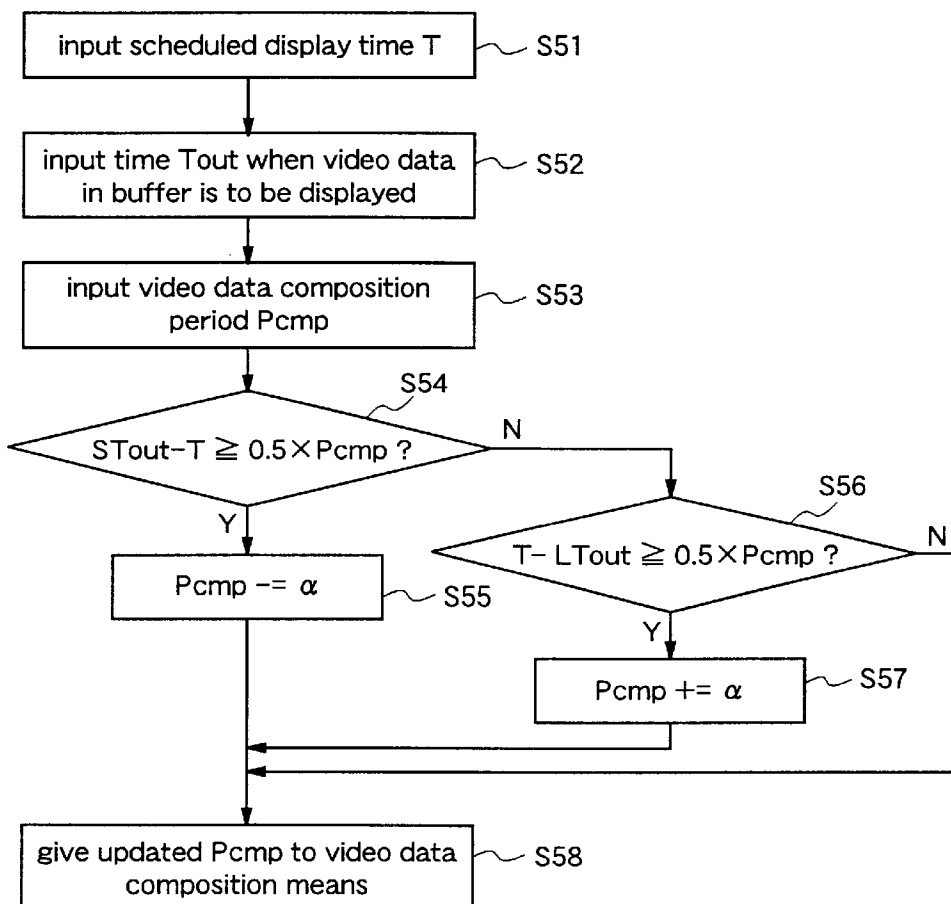 input scheduled display time T
S51
input time Tout when video data
in buffer is to be displayed
S52
input video data composition
period Pcmp
S53
S54
STout-T ≧ 0.5×Pcmp ?
N
Y
S56
T- LTout ≧ 0.5×Pcmp ?
N
Y
Pcmp -= α
S55
Pcmp += α
S57
give updated Pcmp to video data
composition means
S58